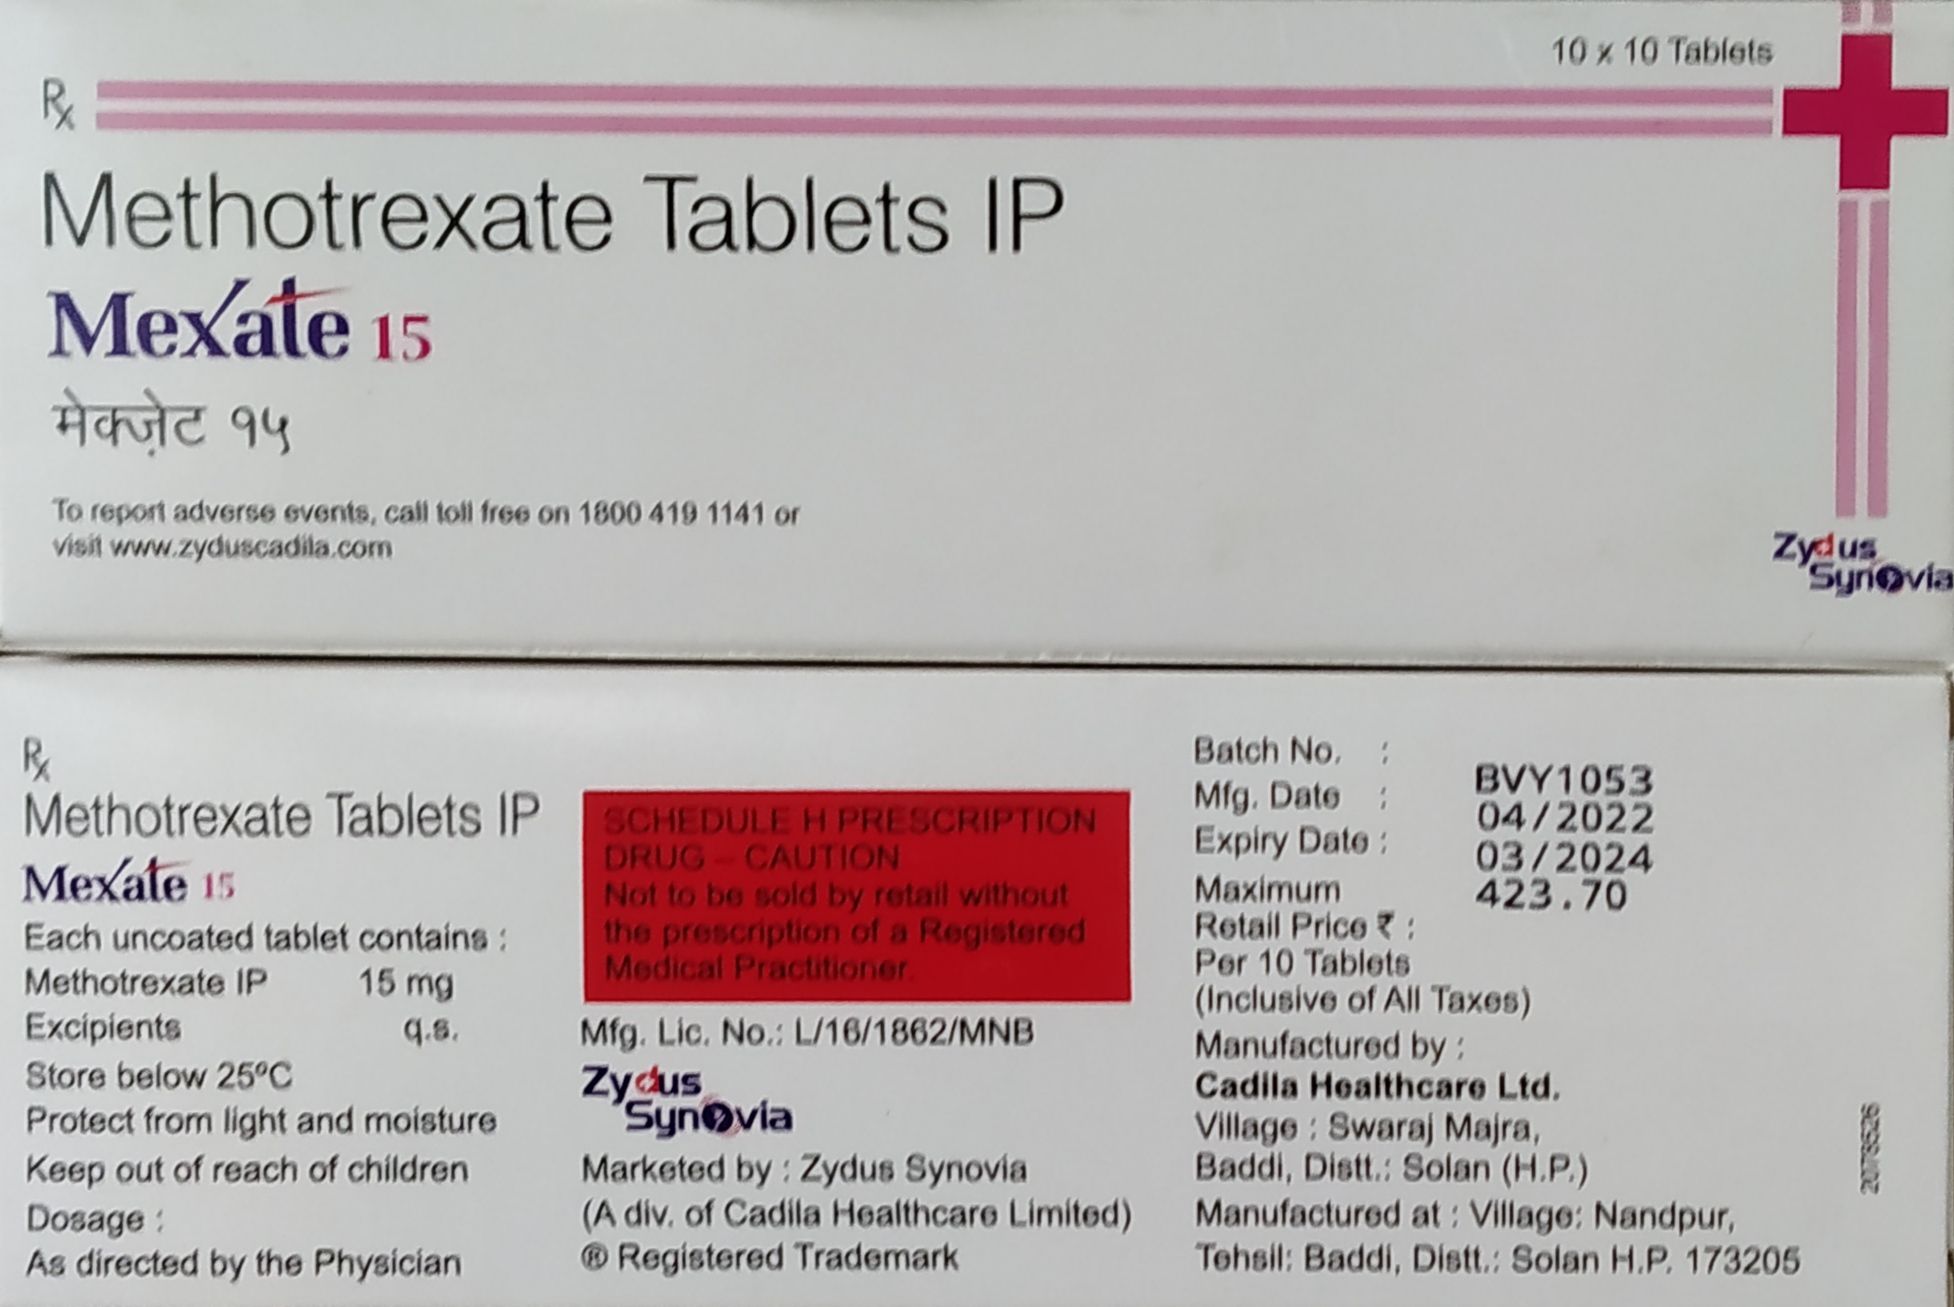 10 x 10 Tablets
Rx
Methotrexate Tablets IP
Mexate 15
मेक्ज़ेट १५
To report adverse events, call toll free on 1800 419 1141 or
visit www.zyduscadila.com
Zydus
Synovia
Rx
Methotrexate Tablets IP
Mexate 15
Each uncoated tablet contains :
Methotrexate IP 15 mg
Excipients q.s.
Store below 25ºC
Protect from light and moisture
Keep out of reach of children
Dosage :
As directed by the Physician
SCHEDULE H PRESCRIPTION
DRUG – CAUTION
Not to be sold by retail without
the prescription of a Registered
Medical Practitioner.
Mfg. Lic. No.: L/16/1862/MNB
Zydus
Synovia
Marketed by : Zydus Synovia
(A div. of Cadila Healthcare Limited)
® Registered Trademark
Batch No. : BVY1053
Mfg. Date : 04/2022
Expiry Date : 03/2024
Maximum 423.70
Retail Price ₹ :
Per 10 Tablets
(Inclusive of All Taxes)
Manufactured by :
Cadila Healthcare Ltd.
Village : Swaraj Majra,
Baddi, Distt.: Solan (H.P.)
Manufactured at : Village: Nandpur,
Tehsil: Baddi, Distt.: Solan H.P. 173205